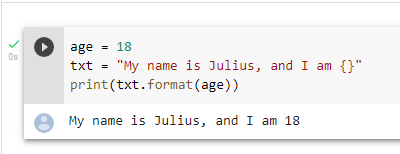 age = 18
0s
txt = "My name is Julius, and I am {}"
print(txt.format(age))
My name is Julius, and I am 18